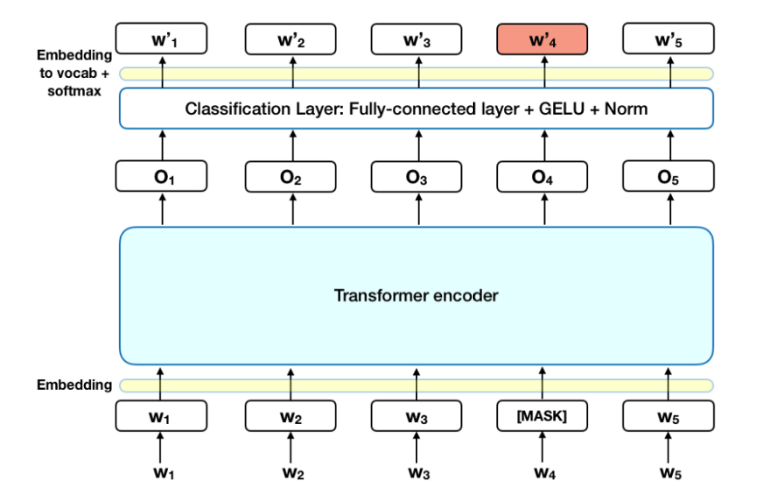 w'1 w'2 w'3 w'4 w'5
Embedding
to vocab +
softmax
Classification Layer: Fully-connected layer + GELU + Norm
O1 O2 O3 O4 O5
Transformer encoder
Embedding
W1 W2 W3 [MASK] W5
W1 W2 W3 W4 W5